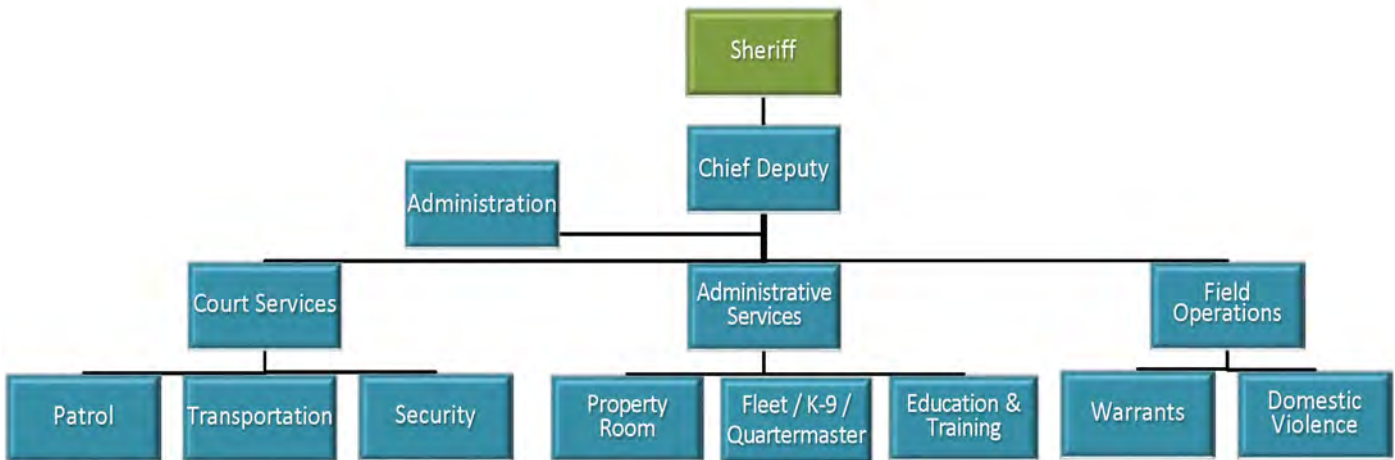 Sheriff
Chief Deputy
Administration
Court Services
Administrative
Services
Field
Operations
Patrol
Transportation
Security
Property
Room
Fleet / K-9 /
Quartermaster
Education &
Training
Warrants
Domestic
Violence